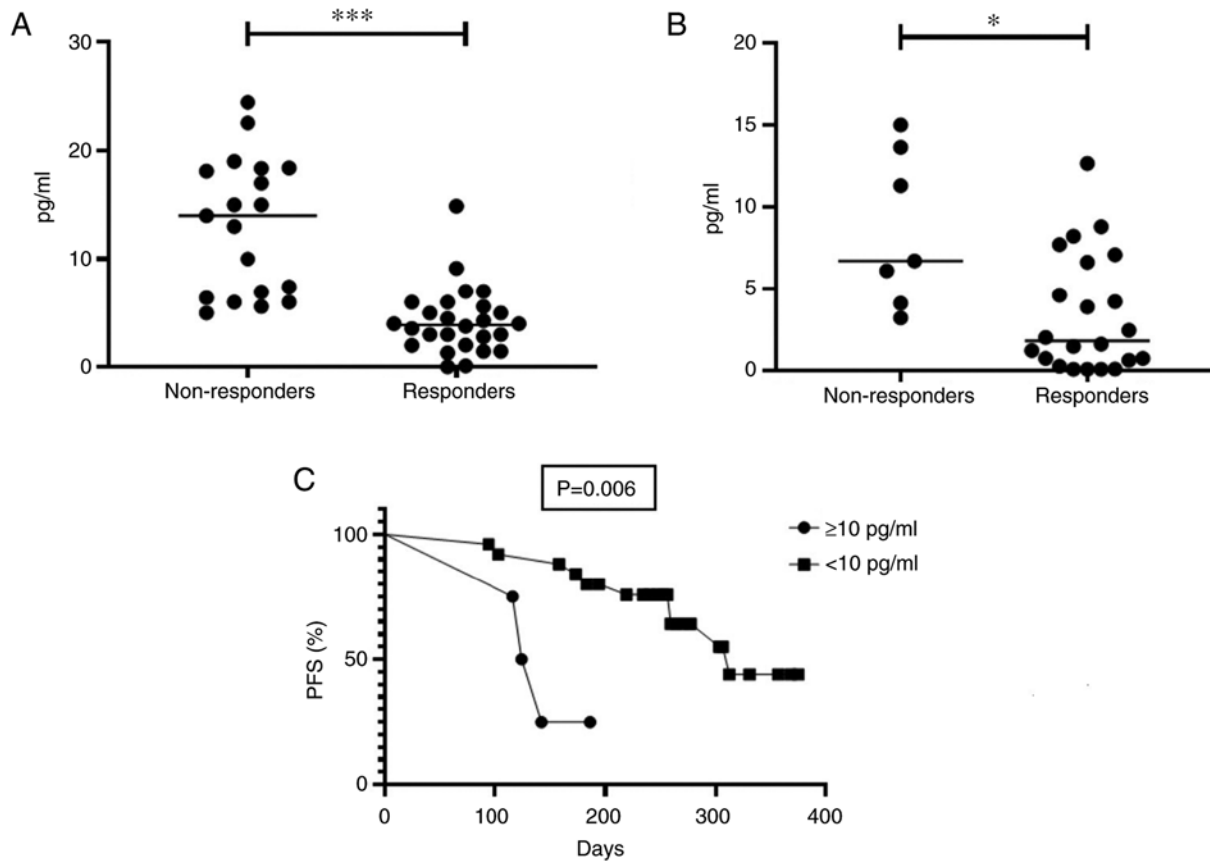 A
***
30
20
10
0
pg/ml
Non-responders
Responders
B
*
20
15
10
5
0
pg/ml
Non-responders
Responders
C
P=0.006
100
50
0
PFS (%)
0
100
200
300
400
Days
≥10 pg/ml
<10 pg/ml